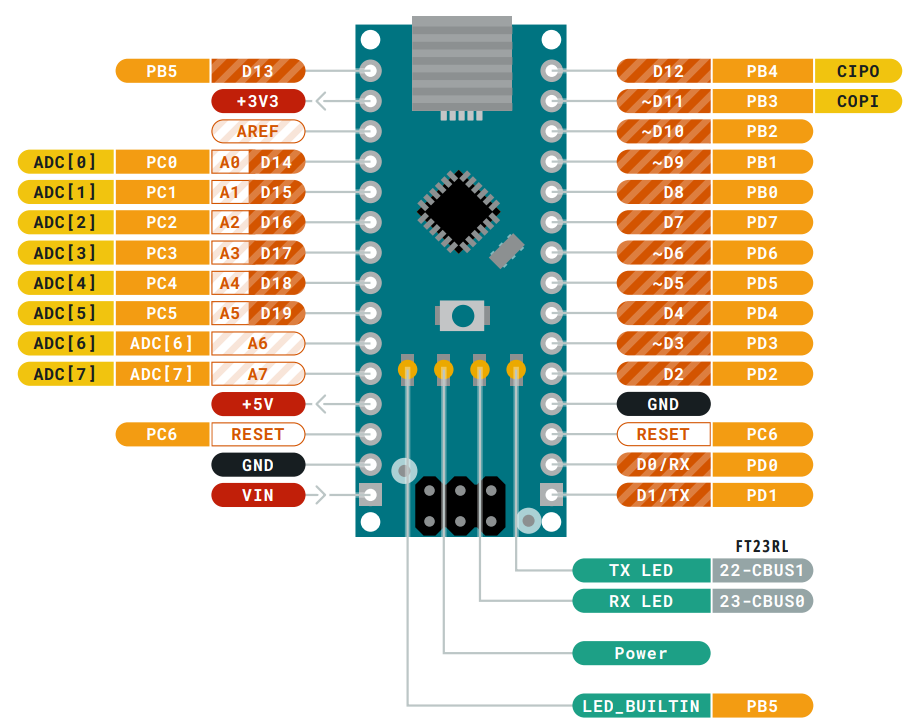 PB5 D13 D12 PB4 CIPO
+3V3 ~D11 PB3 COPI
AREF ~D10 PB2
ADC[0] PC0 A0 D14 ~D9 PB1
ADC[1] PC1 A1 D15 D8 PB0
ADC[2] PC2 A2 D16 D7 PD7
ADC[3] PC3 A3 D17 ~D6 PD6
ADC[4] PC4 A4 D18 ~D5 PD5
ADC[5] PC5 A5 D19 D4 PD4
ADC[6] ADC[6] A6 ~D3 PD3
ADC[7] ADC[7] A7 D2 PD2
+5V GND
PC6 RESET RESET PC6
GND D0/RX PD0
VIN D1/TX PD1
FT23RL
TX LED 22-CBUS1
RX LED 23-CBUS0
Power
LED_BUILTIN PB5